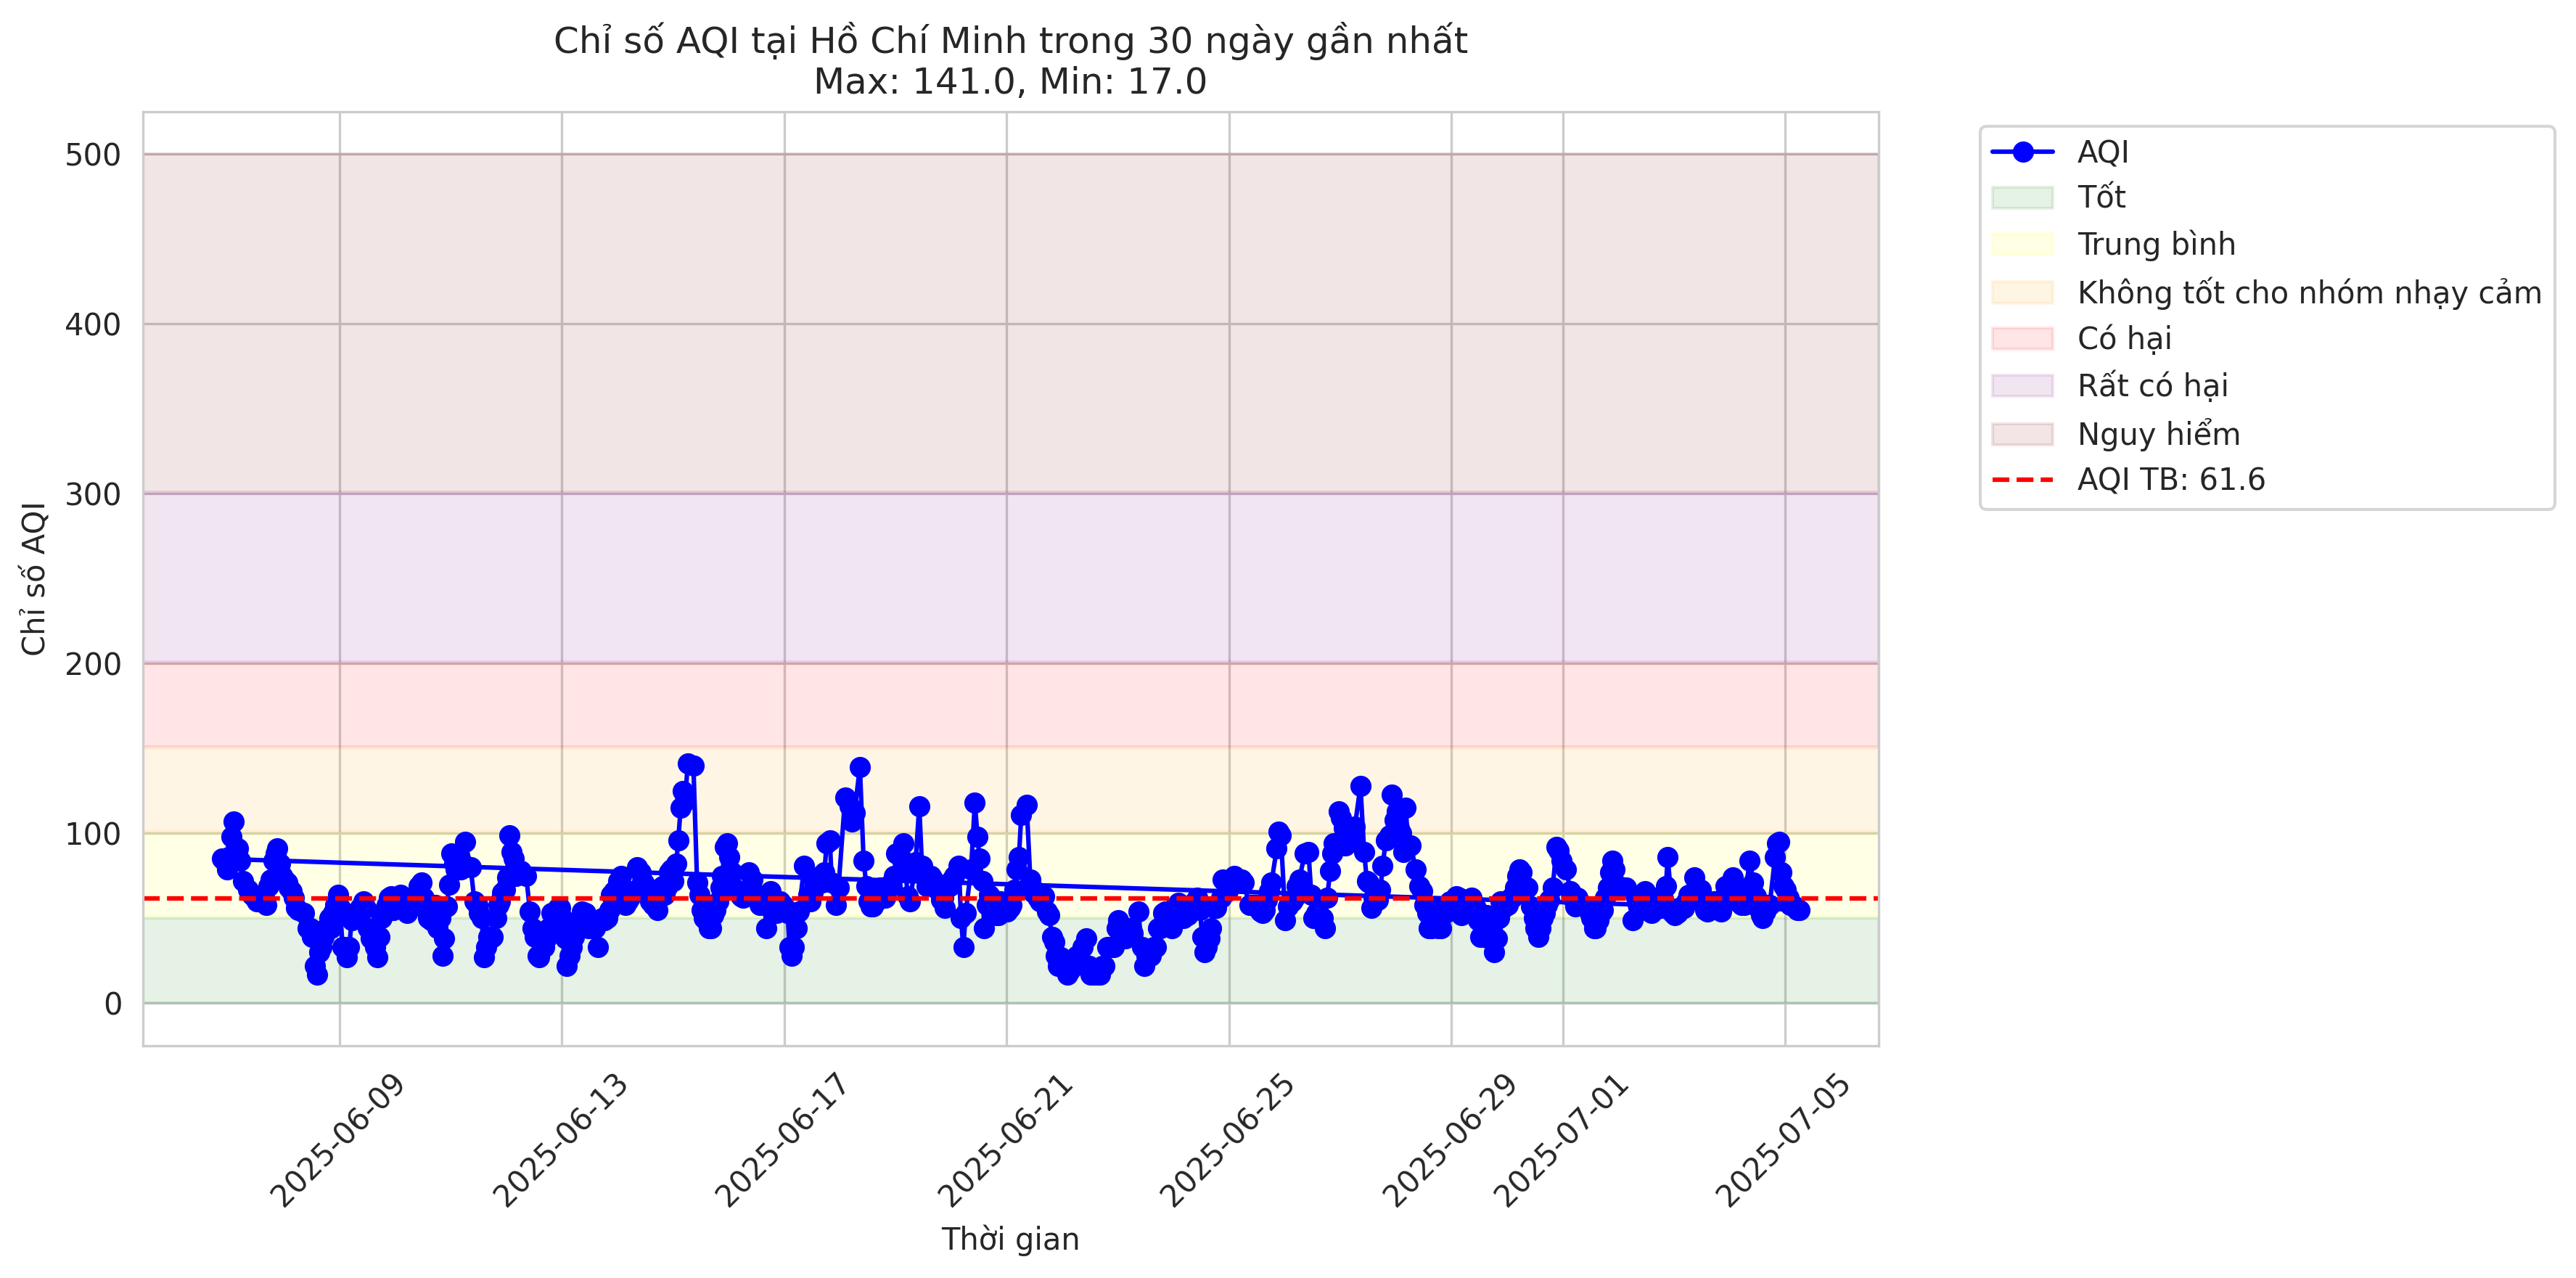 Chỉ số AQI tại Hồ Chí Minh trong 30 ngày gần nhất
Max: 141.0, Min: 17.0
Chỉ số AQI
500
400
300
200
100
0
2025-06-09
2025-06-13
2025-06-17
2025-06-21
2025-06-25
2025-06-29
2025-07-01
2025-07-05
Thời gian
AQI
Tốt
Trung bình
Không tốt cho nhóm nhạy cảm
Có hại
Rất có hại
Nguy hiểm
AQI TB: 61.6